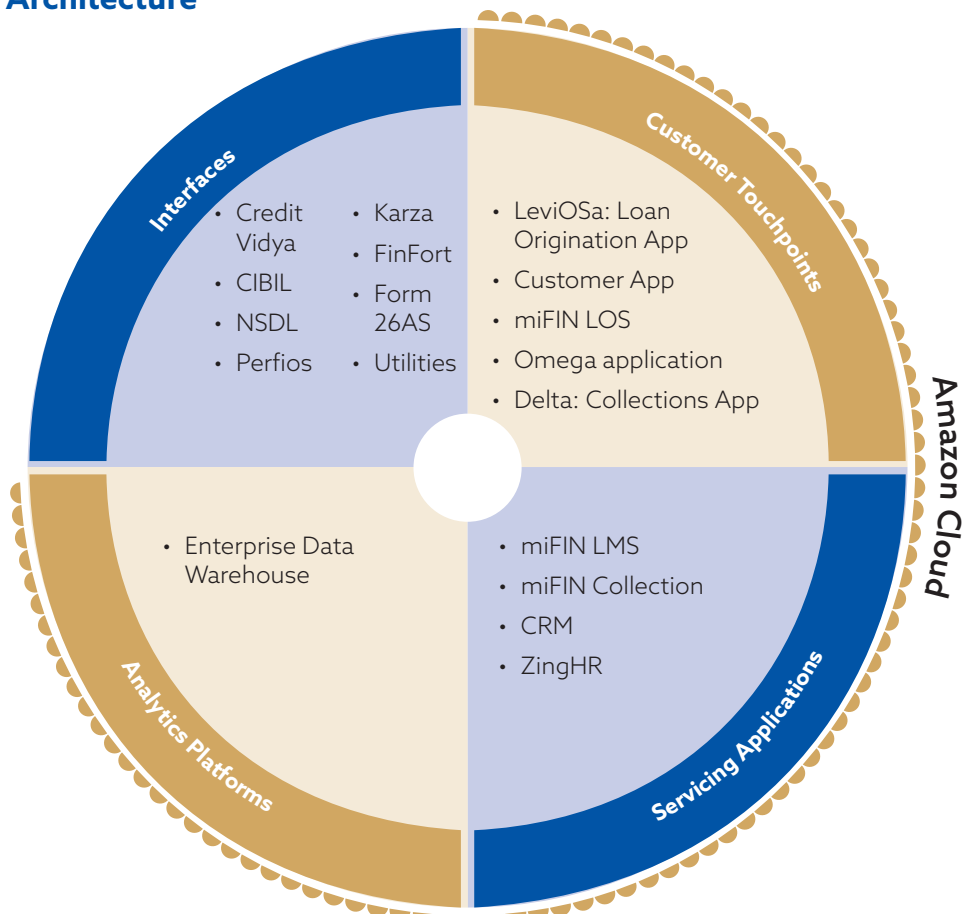 Architecture
Interfaces
• Credit
Vidya
• CIBIL
• NSDL
• Perfios
• Karza
• FinFort
• Form
26AS
• Utilities
Customer Touchpoints
• LeviOSa: Loan
Origination App
• Customer App
• miFIN LOS
• Omega application
• Delta: Collections App
Amazon Cloud
Analytics Platforms
• Enterprise Data
Warehouse
• miFIN LMS
• miFIN Collection
• CRM
• ZingHR
Servicing Applications